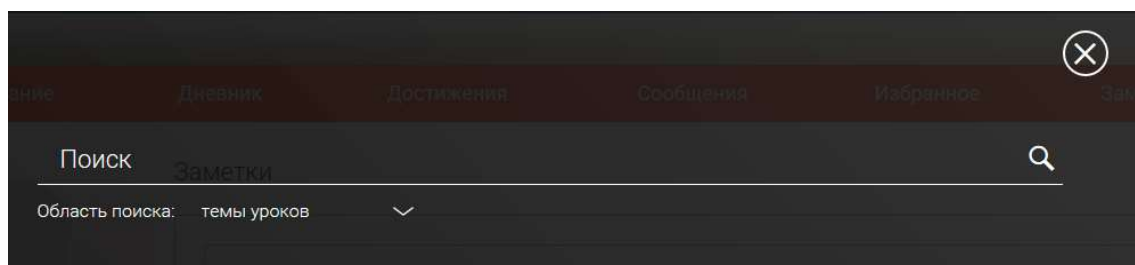 Дневник Достижения Сообщения Избранное
Поиск
Заметки
Область поиска: темы уроков